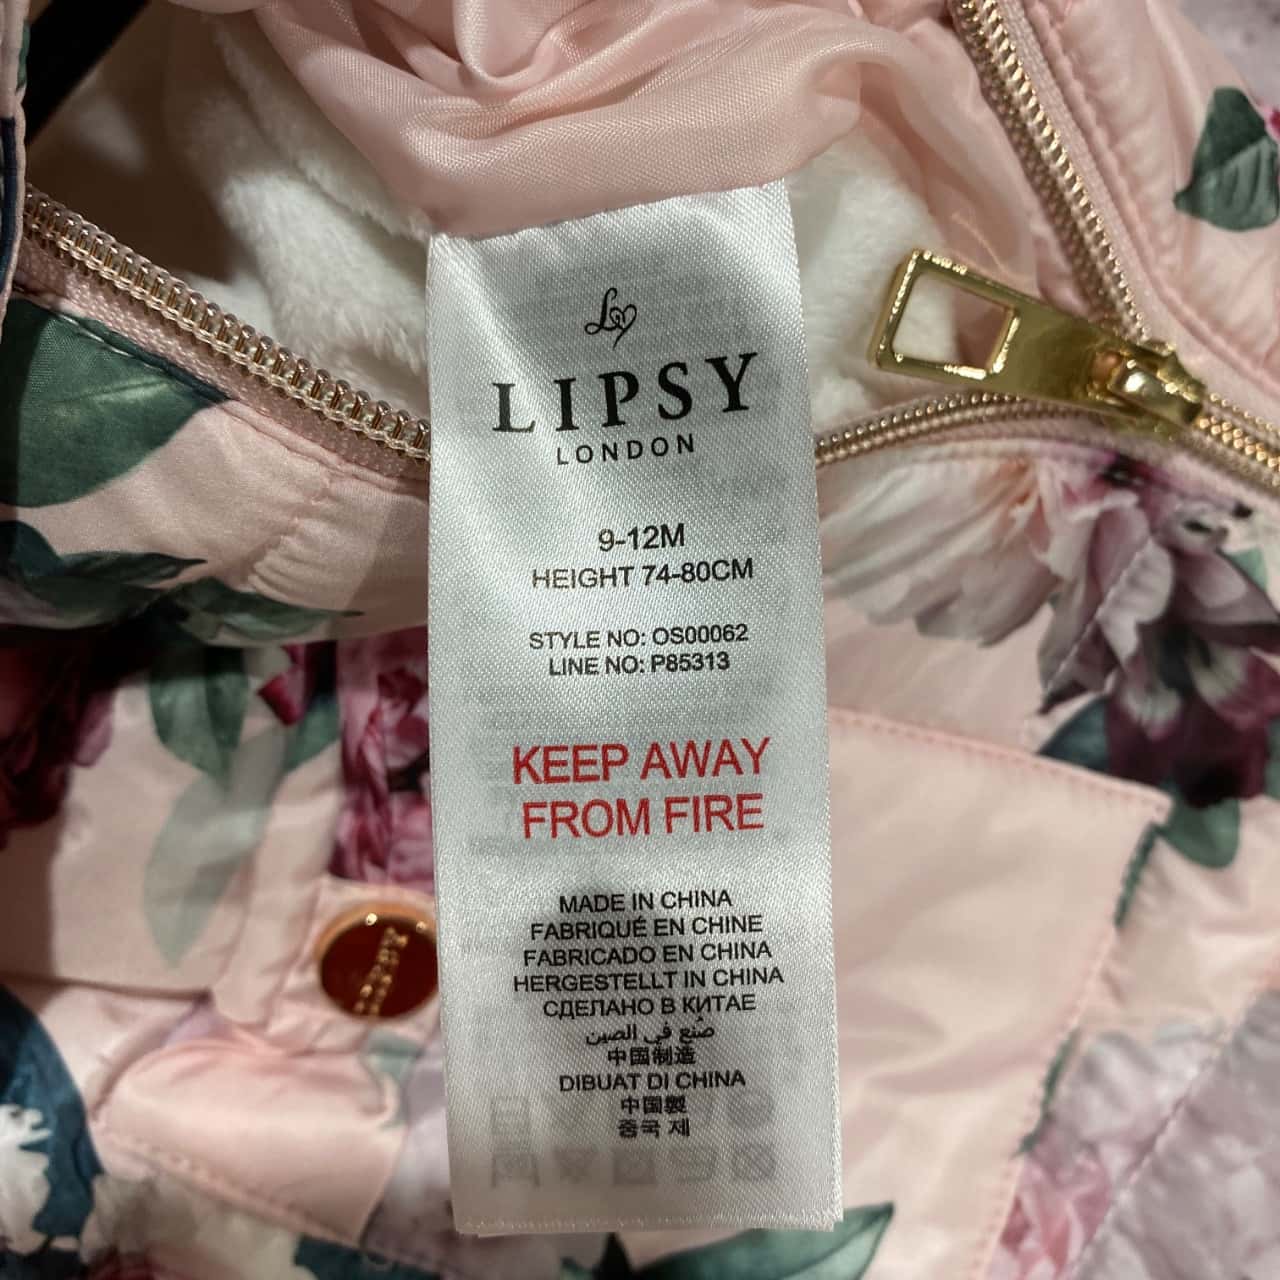 LIPSY
LONDON
9-12M
HEIGHT 74-80CM
STYLE NO: OS00062
LINE NO: P85313
KEEP AWAY
FROM FIRE
MADE IN CHINA
FABRIQUÉ EN CHINE
FABRICADO EN CHINA
HERGESTELLT IN CHINA
СДЕЛАНО В КИТАЕ
صُنع في الصين
中国制造
DIBUAT DI CHINA
中国製
중국 제
LIPSY